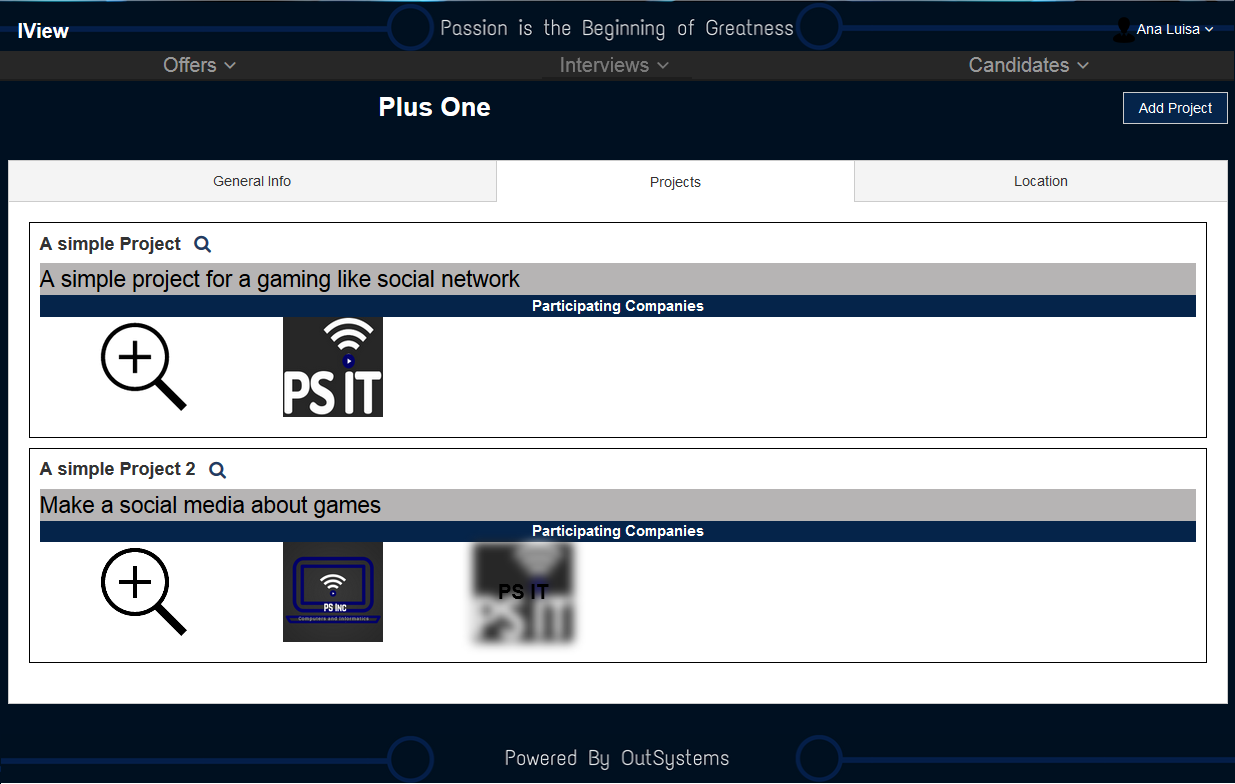 Passion is the Beginning of Greatness
IView
Ana Luisa
Offers
Interviews
Candidates
Plus One
Add Project
General Info
Projects
Location
A simple Project
A simple project for a gaming like social network
Participating Companies
PS IT
A simple Project 2
Make a social media about games
Participating Companies
PS INC
Computers and Informatics
PS IT
PS IT
Powered By OutSystems